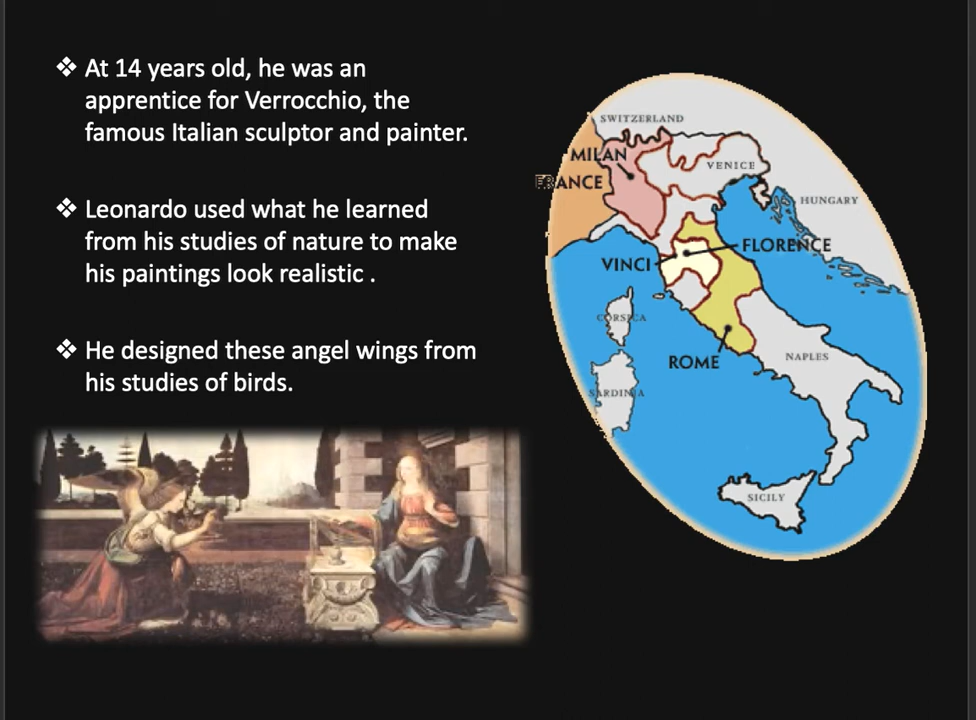 ❖ At 14 years old, he was an
apprentice for Verrocchio, the
famous Italian sculptor and painter.
❖ Leonardo used what he learned
from his studies of nature to make
his paintings look realistic .
❖ He designed these angel wings from
his studies of birds.
SWITZERLAND
MILAN
VENICE
FRANCE
HUNGARY
FLORENCE
VINCI
CORSICA
ROME
NAPLES
SARDINIA
SICILY